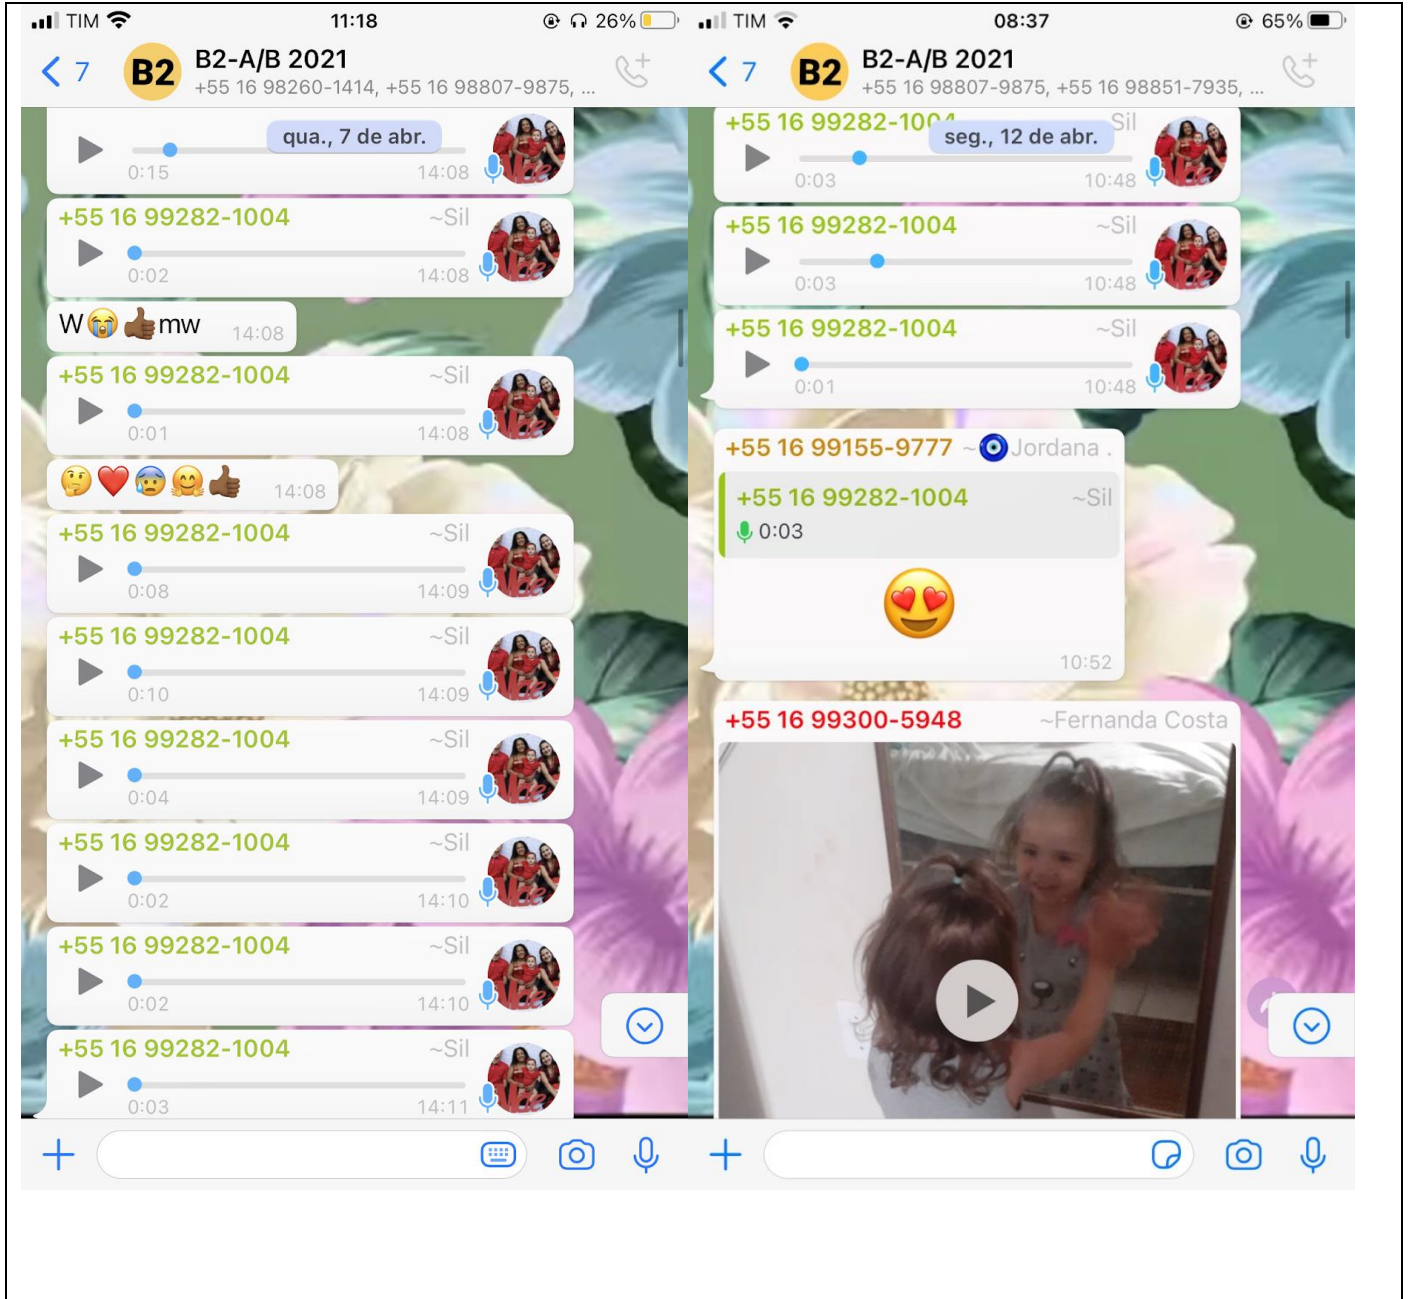 TIM 11:18 26%
7 B2 B2-A/B 2021
+55 16 98260-1414, +55 16 98807-9875, ...
qua., 7 de abr.
0:15 14:08
+55 16 99282-1004 ~Sil
0:02 14:08
W😭👍🏾mw 14:08
+55 16 99282-1004 ~Sil
0:01 14:08
🤔❤️😰🤗👍🏾 14:08
+55 16 99282-1004 ~Sil
0:08 14:09
+55 16 99282-1004 ~Sil
0:10 14:09
+55 16 99282-1004 ~Sil
0:04 14:09
+55 16 99282-1004 ~Sil
0:02 14:10
+55 16 99282-1004 ~Sil
0:02 14:10
+55 16 99282-1004 ~Sil
0:03 14:11
TIM 08:37 65%
7 B2 B2-A/B 2021
+55 16 98807-9875, +55 16 98851-7935, ...
+55 16 99282-1004 Sil
seg., 12 de abr.
0:03 10:48
+55 16 99282-1004 ~Sil
0:03 10:48
+55 16 99282-1004 ~Sil
0:01 10:48
+55 16 99155-9777 ~🧿Jordana .
+55 16 99282-1004 ~Sil
0:03
😍
10:52
+55 16 99300-5948 ~Fernanda Costa